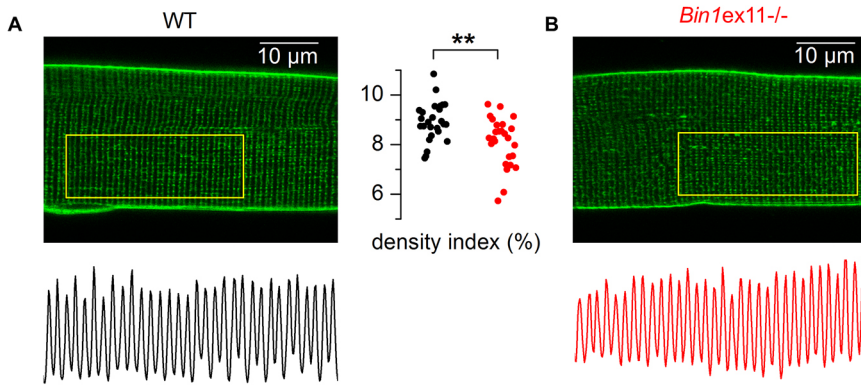 A
WT
10 µm
**
10
8
6
density index (%)
B
Bin1ex11-/-
10 µm